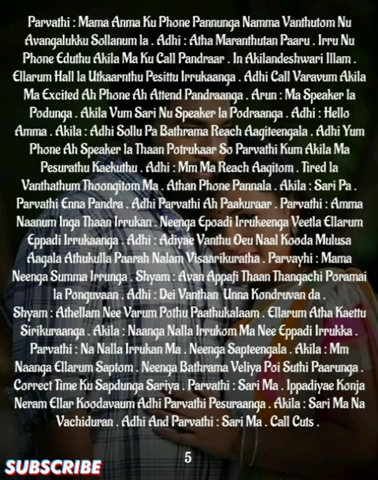 Parvathi : Mama Anma Ku Phone Pannunga Namma Vanthutom Nu
Avangalukku Sollanum la . Adhi : Atha Maranthutan Paaru . Irru Nu
Phone Eduthu Akila Ma Ku Call Pandraar . In Akilandeshwari Illam .
Ellarum Hall la Utkaarnthu Pesittu Irrukaanga . Adhi Call Varavum Akila
Ma Excited Ah Phone Ah Attend Pandraanga . Arun : Ma Speaker la
Podunga . Akila Vum Sari Nu Speaker la Podraanga . Adhi : Hello
Amma . Akila : Adhi Sollu Pa Bathrama Reach Aagiteengala . Adhi Yum
Phone Ah Speaker la Thaan Potrukaar So Parvathi Kum Akila Ma
Pesurathu Kaekuthu . Adhi : Mm Ma Reach Aagitom . Tired la
Vanthathum Thoongitom Ma . Athan Phone Pannala . Akila : Sari Pa .
Parvathi Enna Pandra . Adhi Parvathi Ah Paakuraar . Parvathi : Amma
Naanum Inga Thaan Irrukan . Neenga Epoadi Irrukeenga Veetla Ellarum
Eppadi Irrukaanga . Adhi : Adiyae Vanthu Oeu Naal Kooda Mulusa
Aagala Athukulla Paarah Nalam Visaarikuratha . Parvayhi : Mama
Neenga Summa Irrunga . Shyam : Avan Appafi Thaan Thangachi Poramai
la Ponguvaan . Adhi : Dei Vanthan Unna Kondruvan da .
Shyam : Athellam Nee Varum Pothu Paathukalaam . Ellarum Atha Kaettu
Sirikuraanga . Akila : Naanga Nalla Irrukom Ma Nee Eppadi Irrukka .
Parvathi : Na Nalla Irrukan Ma . Neenga Sapteengala . Akila : Mm
Naanga Ellarum Saptom . Neenga Bathrama Veliya Poi Suthi Paarunga .
Correct Time Ku Sapdunga Sariya . Parvathi : Sari Ma . Ippadiyae Konja
Neram Ellar Koodavaum Adhi Parvathi Pesuraanga . Akila : Sari Ma Na
Vachiduran . Adhi And Parvathi : Sari Ma . Call Cuts .
5
SUBSCRIBE